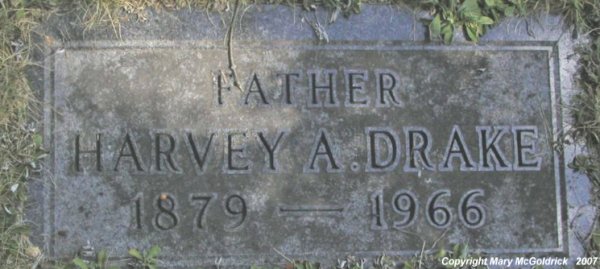 FATHER
HARVEY A. DRAKE
1879 — 1966
Copyright Mary McGoldrick 2007